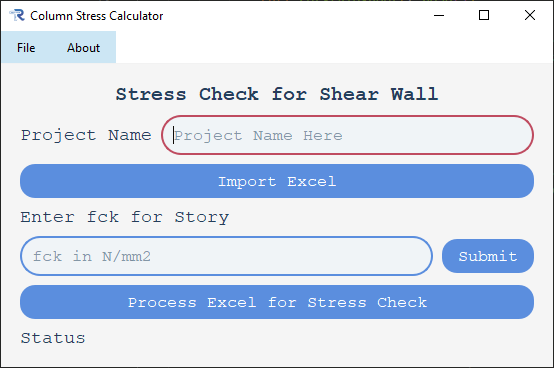 Column Stress Calculator
File About
Stress Check for Shear Wall
Project Name Project Name Here
Import Excel
Enter fck for Story
fck in N/mm2 Submit
Process Excel for Stress Check
Status